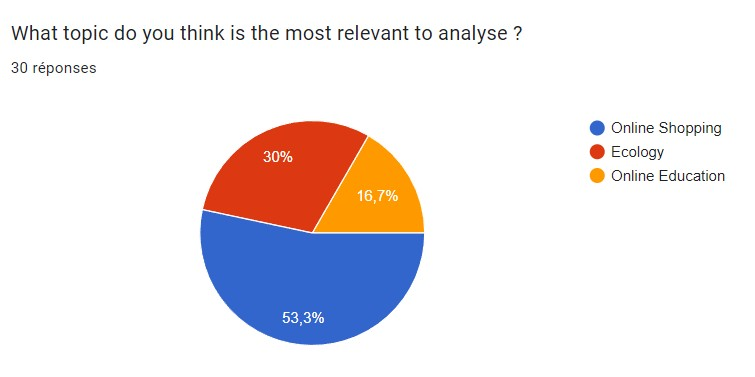 What topic do you think is the most relevant to analyse ?
30 réponses
30%
16,7%
53,3%
Online Shopping
Ecology
Online Education